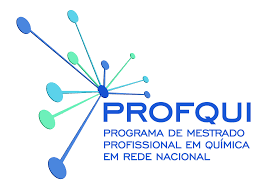 PROFQUI
PROGRAMA DE MESTRADO
PROFISSIONAL EM QUÍMICA
EM REDE NACIONAL